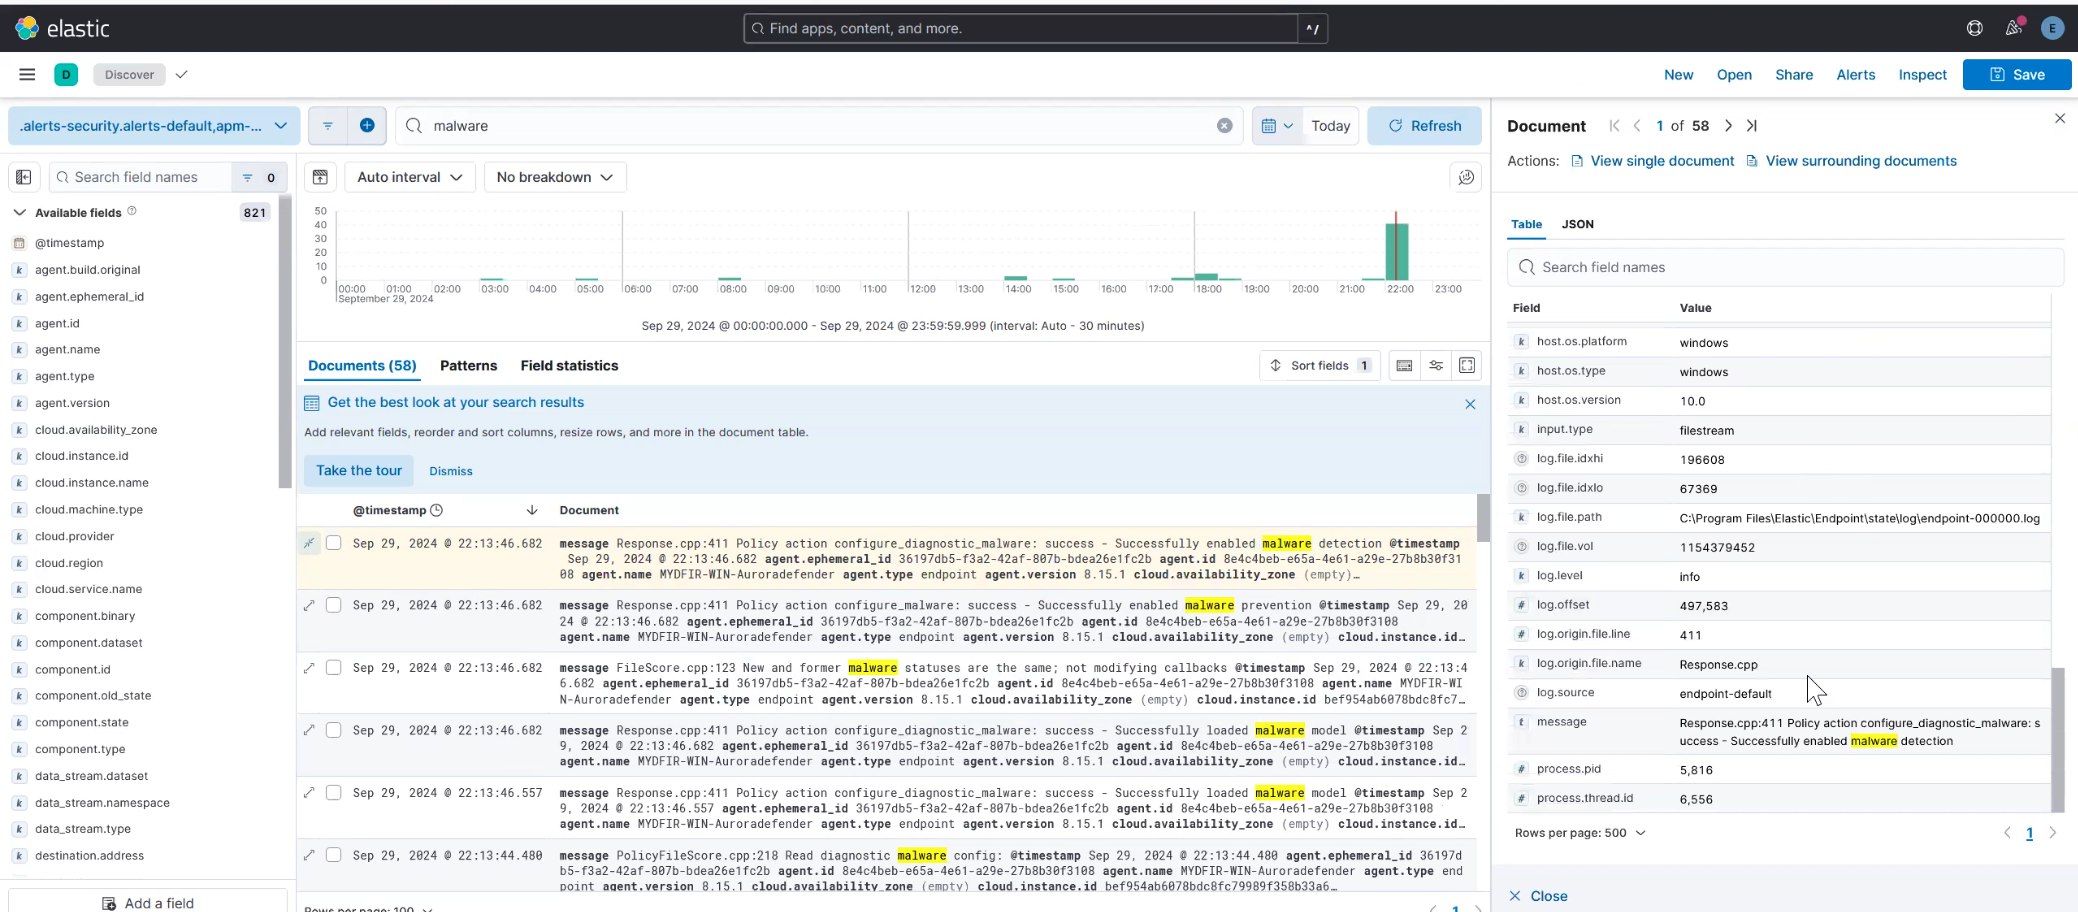 elastic
Find apps, content, and more.
^/
E
D
Discover
New
Open
Share
Alerts
Inspect
Save
.alerts-security.alerts-default,apm-...
malware
Today
Refresh
Search field names
0
Available fields
821
@timestamp
agent.build.original
agent.ephemeral_id
agent.id
agent.name
agent.type
agent.version
cloud.availability_zone
cloud.instance.id
cloud.instance.name
cloud.machine.type
cloud.provider
cloud.region
cloud.service.name
component.binary
component.dataset
component.id
component.old_state
component.state
component.type
data_stream.dataset
data_stream.namespace
data_stream.type
destination.address
Add a field
Auto interval
No breakdown
50
40
30
20
10
0
00:00 01:00 02:00 03:00 04:00 05:00 06:00 07:00 08:00 09:00 10:00 11:00 12:00 13:00 14:00 15:00 16:00 17:00 18:00 19:00 20:00 21:00 22:00 23:00
September 29, 2024
Sep 29, 2024 @ 00:00:00.000 - Sep 29, 2024 @ 23:59:59.999 (interval: Auto - 30 minutes)
Documents (58)
Patterns
Field statistics
Sort fields 1
Get the best look at your search results
Add relevant fields, reorder and sort columns, resize rows, and more in the document table.
Take the tour
Dismiss
@timestamp
Document
Sep 29, 2024 @ 22:13:46.682
message Response.cpp:411 Policy action configure_diagnostic_malware: success - Successfully enabled malware detection @timestamp
Sep 29, 2024 @ 22:13:46.682 agent.ephemeral_id 36197db5-f3a2-42af-807b-bdea26e1fc2b agent.id 8e4c4beb-e65a-4e61-a29e-27b8b30f31
08 agent.name MYDFIR-WIN-Auroradefender agent.type endpoint agent.version 8.15.1 cloud.availability_zone (empty)…
Sep 29, 2024 @ 22:13:46.682
message Response.cpp:411 Policy action configure_malware: success - Successfully enabled malware prevention @timestamp Sep 29, 20
24 @ 22:13:46.682 agent.ephemeral_id 36197db5-f3a2-42af-807b-bdea26e1fc2b agent.id 8e4c4beb-e65a-4e61-a29e-27b8b30f3108
agent.name MYDFIR-WIN-Auroradefender agent.type endpoint agent.version 8.15.1 cloud.availability_zone (empty) cloud.instance.id…
Sep 29, 2024 @ 22:13:46.682
message FileScore.cpp:123 New and former malware statuses are the same; not modifying callbacks @timestamp Sep 29, 2024 @ 22:13:4
6.682 agent.ephemeral_id 36197db5-f3a2-42af-807b-bdea26e1fc2b agent.id 8e4c4beb-e65a-4e61-a29e-27b8b30f3108 agent.name MYDFIR-WI
N-Auroradefender agent.type endpoint agent.version 8.15.1 cloud.availability_zone (empty) cloud.instance.id bef954ab6078bdc8fc7…
Sep 29, 2024 @ 22:13:46.682
message Response.cpp:411 Policy action configure_diagnostic_malware: success - Successfully loaded malware model @timestamp Sep 2
9, 2024 @ 22:13:46.682 agent.ephemeral_id 36197db5-f3a2-42af-807b-bdea26e1fc2b agent.id 8e4c4beb-e65a-4e61-a29e-27b8b30f3108
agent.name MYDFIR-WIN-Auroradefender agent.type endpoint agent.version 8.15.1 cloud.availability_zone (empty) cloud.instance.id…
Sep 29, 2024 @ 22:13:46.557
message Response.cpp:411 Policy action configure_diagnostic_malware: success - Successfully loaded malware model @timestamp Sep 2
9, 2024 @ 22:13:46.557 agent.ephemeral_id 36197db5-f3a2-42af-807b-bdea26e1fc2b agent.id 8e4c4beb-e65a-4e61-a29e-27b8b30f3108
agent.name MYDFIR-WIN-Auroradefender agent.type endpoint agent.version 8.15.1 cloud.availability_zone (empty) cloud.instance.id…
Sep 29, 2024 @ 22:13:44.480
message PolicyFileScore.cpp:218 Read diagnostic malware config: @timestamp Sep 29, 2024 @ 22:13:44.480 agent.ephemeral_id 36197d
b5-f3a2-42af-807b-bdea26e1fc2b agent.id 8e4c4beb-e65a-4e61-a29e-27b8b30f3108 agent.name MYDFIR-WIN-Auroradefender agent.type end
point agent.version 8.15.1 cloud.availability_zone (empty) cloud.instance.id bef954ab6078bdc8fc79989f358b33a6…
Rows per page: 100
1
Document
1 of 58
Actions:
View single document
View surrounding documents
Table
JSON
Search field names
Field Value
host.os.platform windows
host.os.type windows
host.os.version 10.0
input.type filestream
log.file.idxhi 196608
log.file.idxlo 67369
log.file.path C:\Program Files\Elastic\Endpoint\state\log\endpoint-000000.log
log.file.vol 1154379452
log.level info
log.offset 497,583
log.origin.file.line 411
log.origin.file.name Response.cpp
log.source endpoint-default
message Response.cpp:411 Policy action configure_diagnostic_malware: s
uccess - Successfully enabled malware detection
process.pid 5,816
process.thread.id 6,556
Rows per page: 500
1
Close